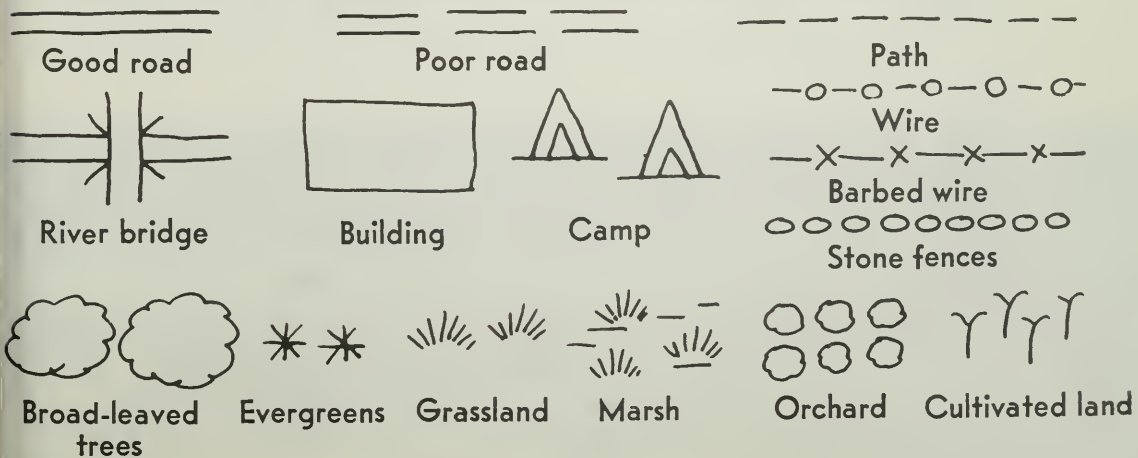 Good road
Poor road
Path
Wire
Barbed wire
River bridge
Building
Camp
Stone fences
Broad-leaved
trees
Evergreens
Grassland
Marsh
Orchard
Cultivated land